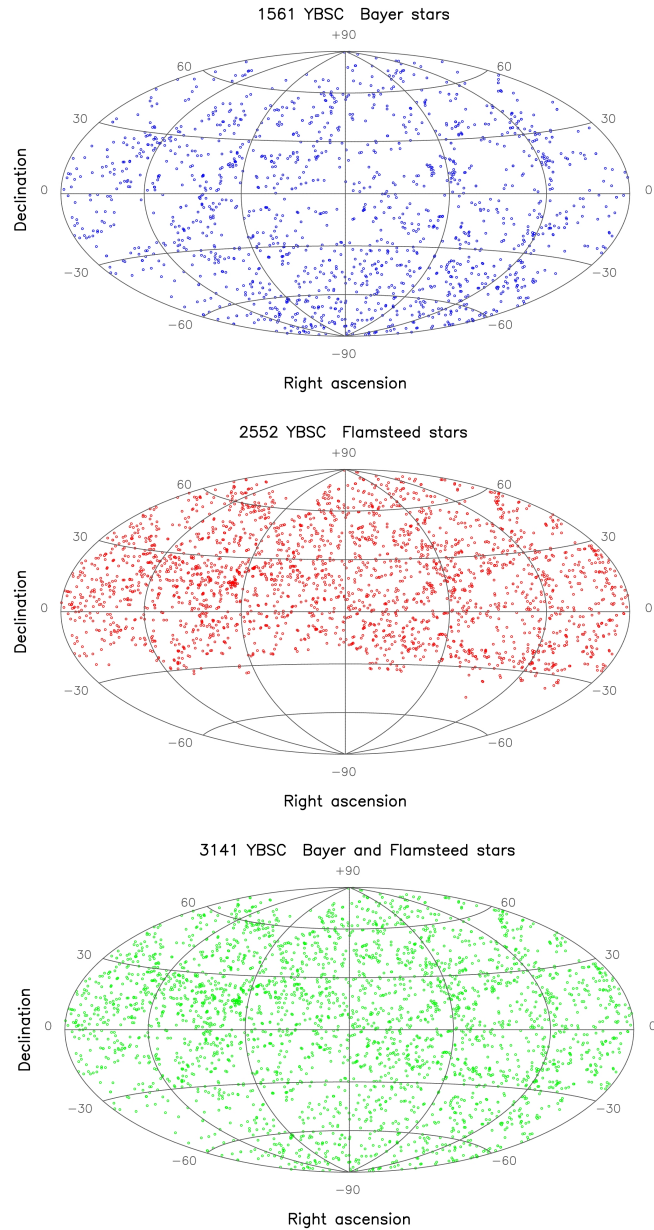 1561 YBSC Bayer stars
+90
60 60
30 30
0 0
Declination
−30 −30
−60 −60
−90
Right ascension
2552 YBSC Flamsteed stars
+90
60 60
30 30
0 0
Declination
−30 −30
−60 −60
−90
Right ascension
3141 YBSC Bayer and Flamsteed stars
+90
60 60
30 30
0 0
Declination
−30 −30
−60 −60
−90
Right ascension